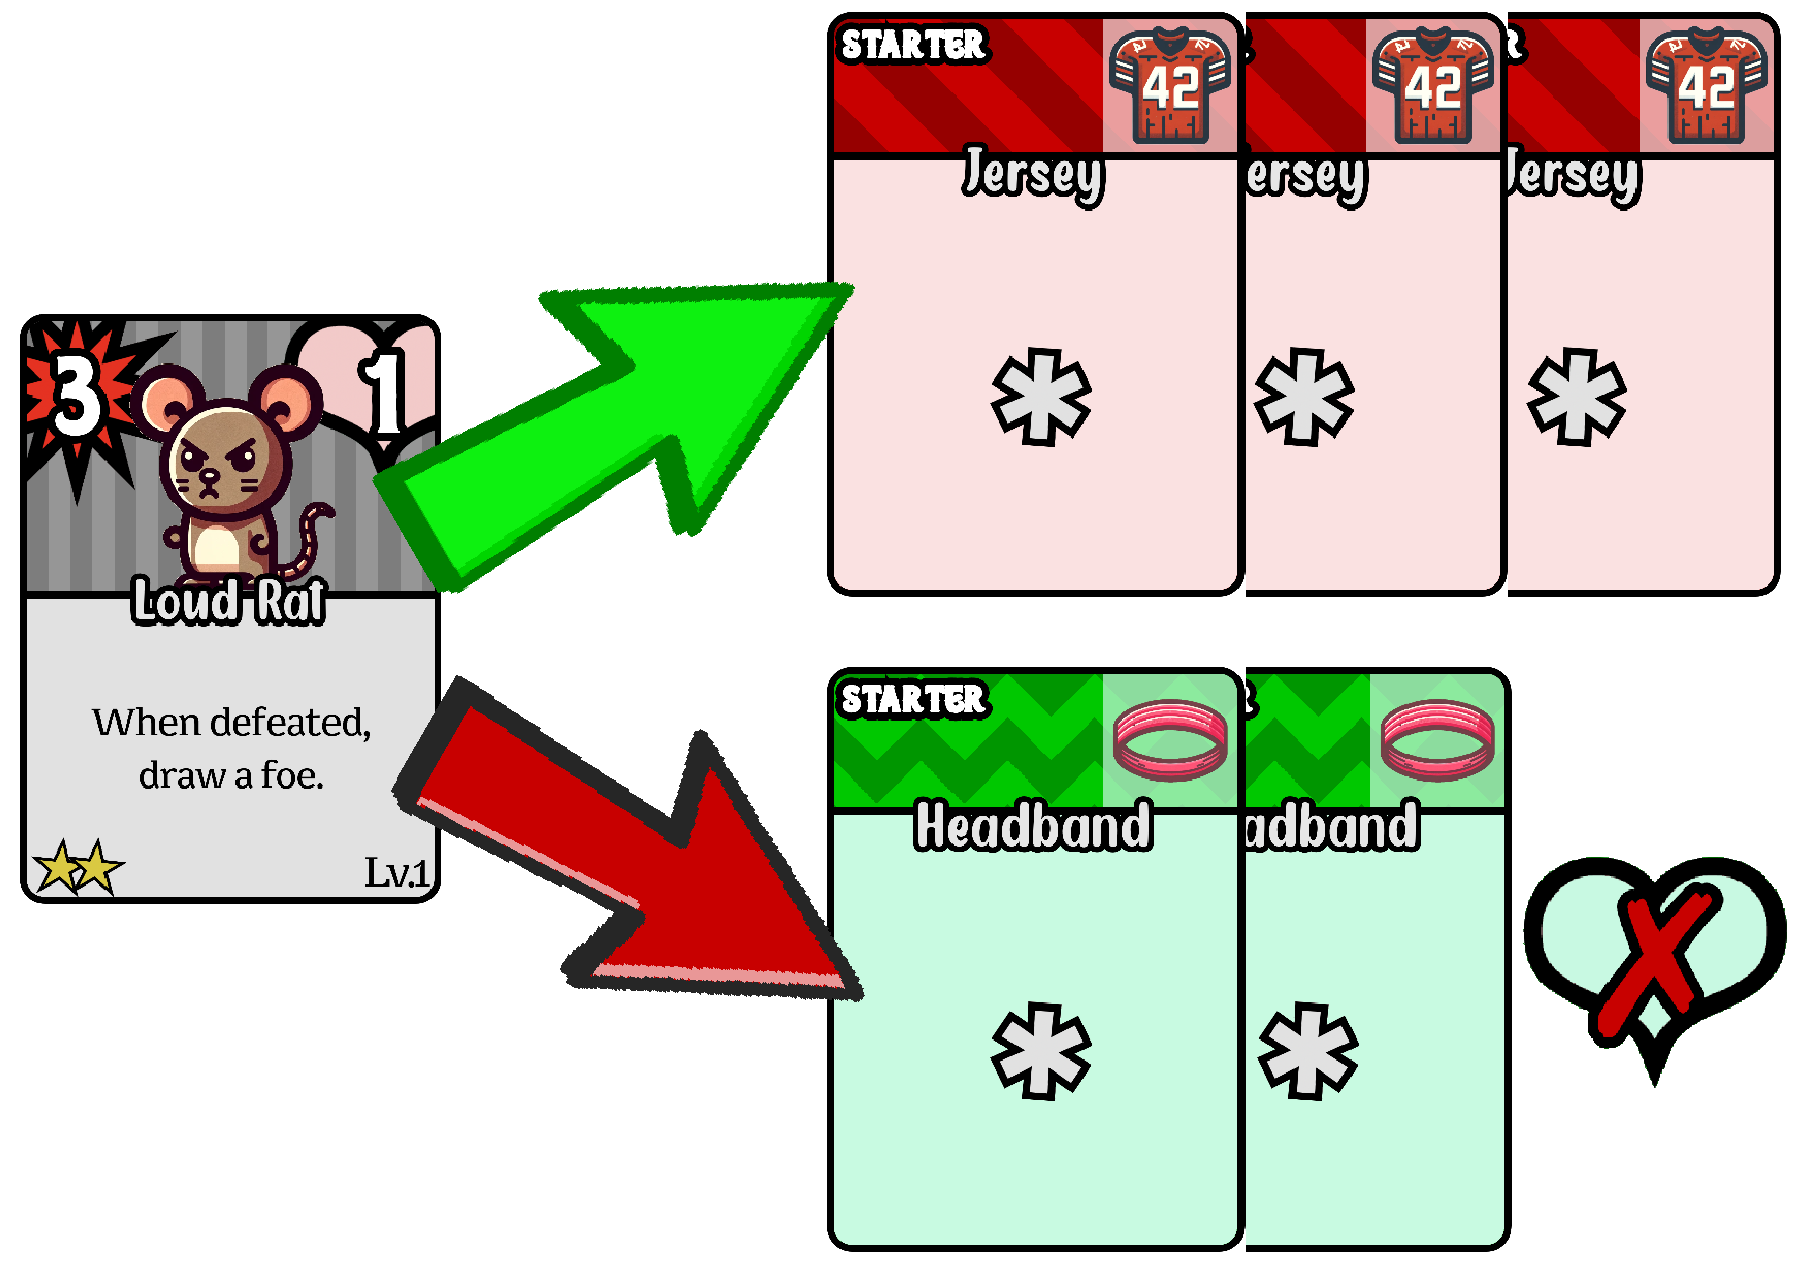 3
1
Loud Rat
When defeated,
draw a foe.
Lv.1
STARTER
42
Jersey
*
R
42
ersey
*
R
42
Jersey
*
STARTER
Headband
*
R
adband
*
X